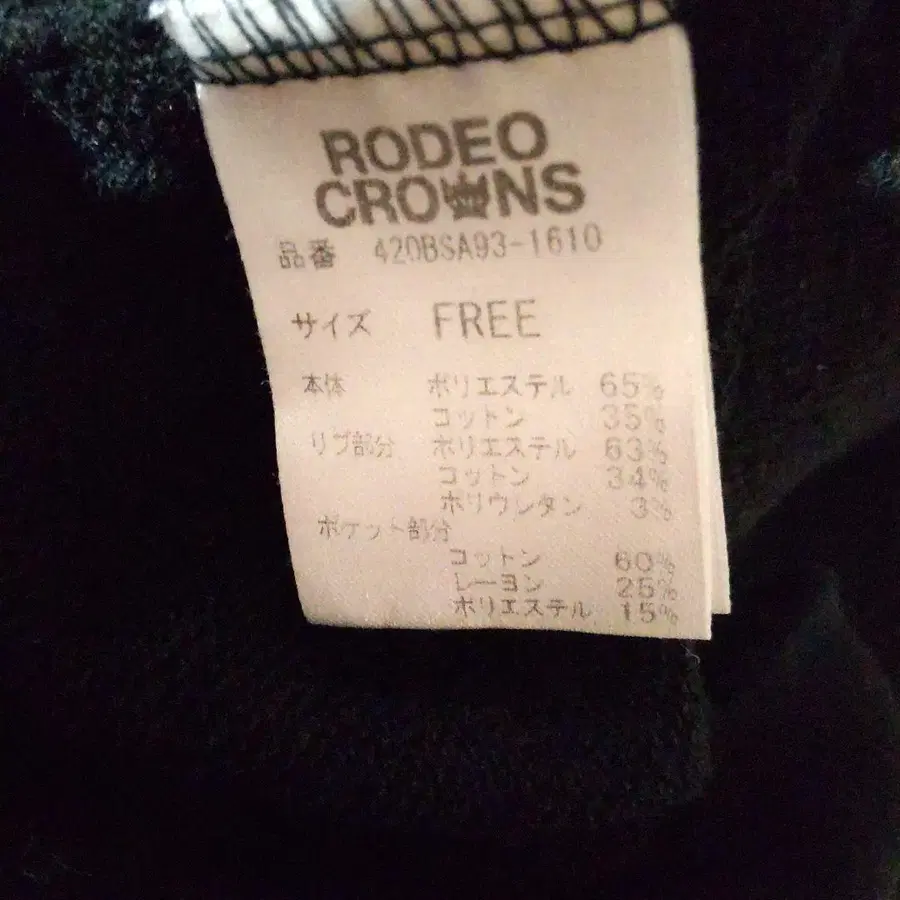 RODEO
CROWNS
品番 420BSA93-1610
サイズ FREE
本体 ポリエステル 65%
コットン 35%
リブ部分 ポリエステル 63%
コットン 34%
ポリウレタン 3%
ポケット部分
コットン 60%
レーヨン 25%
ポリエステル 15%